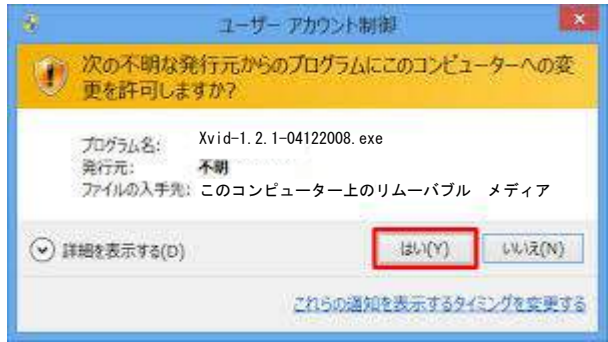 ユーザー アカウント制御
次の不明な発行元からのプログラムにこのコンピューターへの変
更を許可しますか?
プログラム名: Xvid-1.2.1-04122008.exe
発行元: 不明
ファイルの入手先: このコンピューター上のリムーバブル メディア
詳細を表示する(D)
はい(Y) いいえ(N)
これらの通知を表示するタイミングを変更する